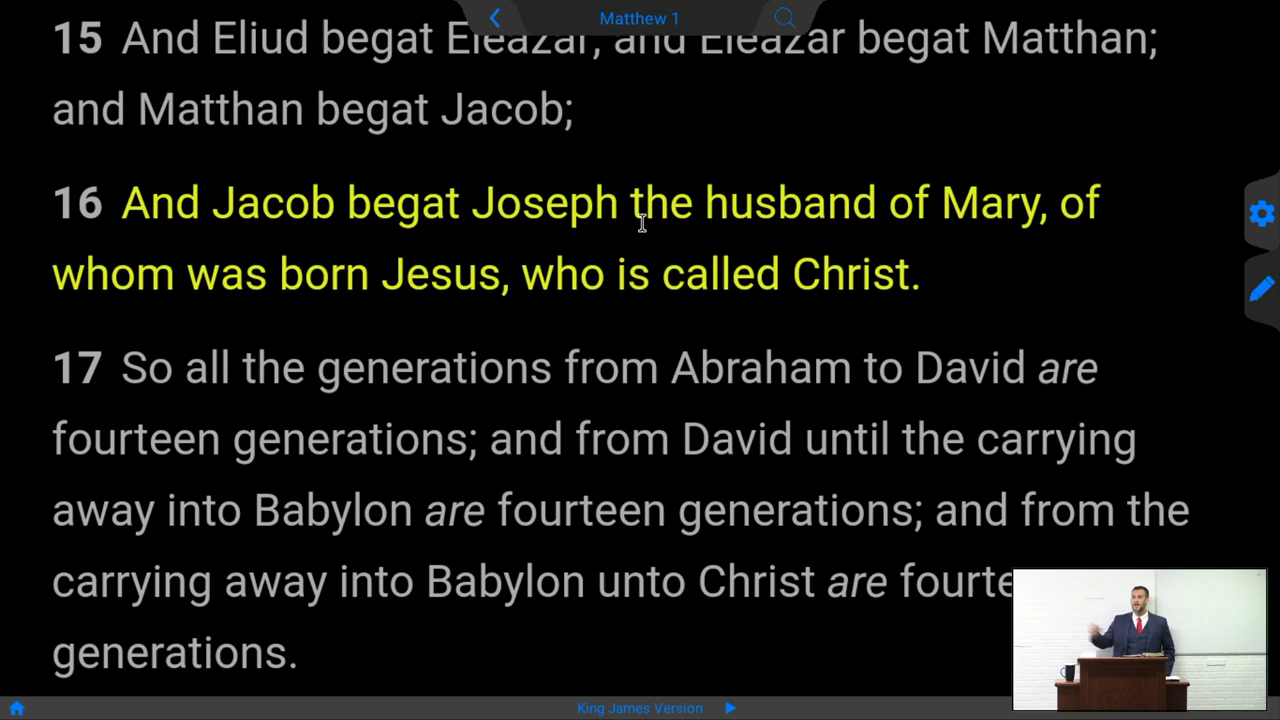 Matthew 1
15 And Eliud begat Eleazar; and Eleazar begat Matthan;
and Matthan begat Jacob;
16 And Jacob begat Joseph the husband of Mary, of
whom was born Jesus, who is called Christ.
17 So all the generations from Abraham to David are
fourteen generations; and from David until the carrying
away into Babylon are fourteen generations; and from the
carrying away into Babylon unto Christ are fourte
generations.
King James Version